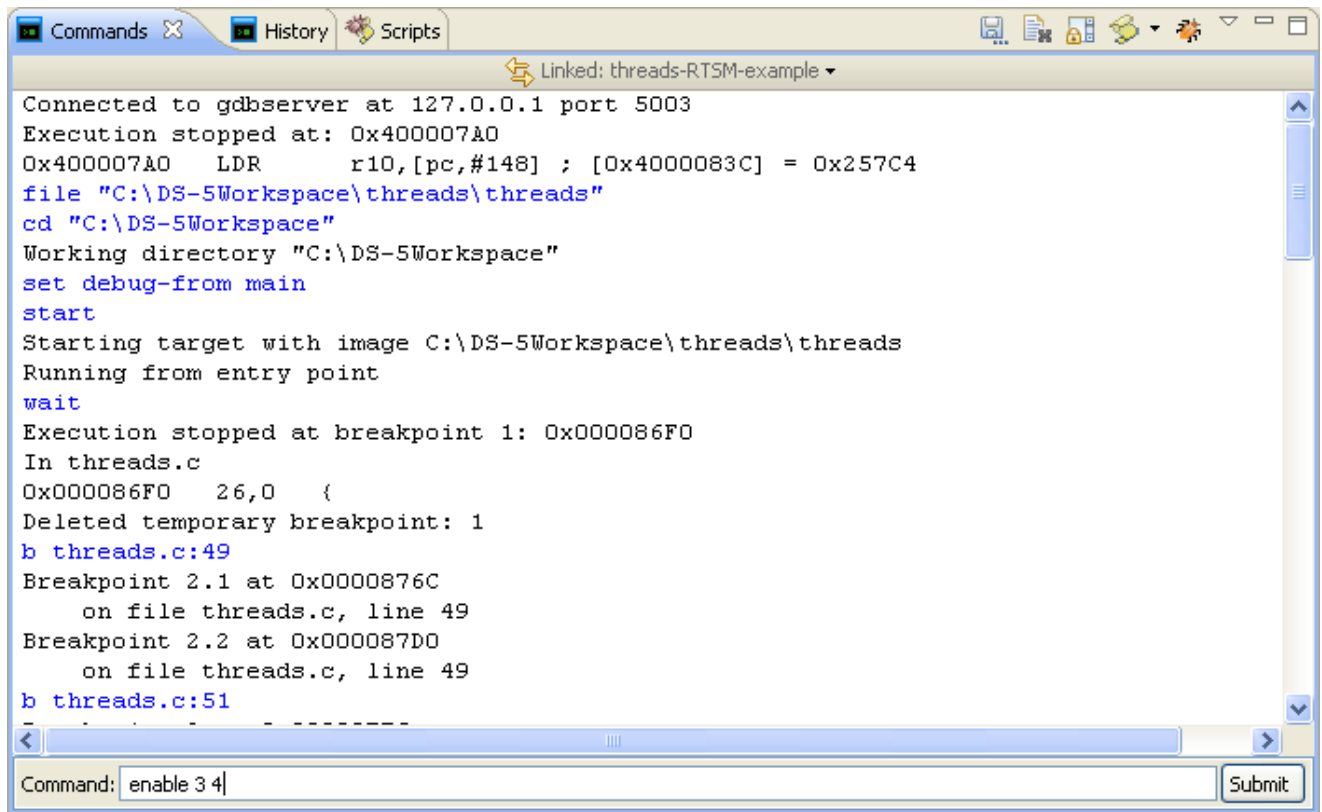 Commands
History
Scripts
Linked: threads-RTSM-example
Connected to gdbserver at 127.0.0.1 port 5003
Execution stopped at: 0x400007A0
0x400007A0   LDR      r10,[pc,#148] ; [0x4000083C] = 0x257C4
file "C:\DS-5Workspace\threads\threads"
cd "C:\DS-5Workspace"
Working directory "C:\DS-5Workspace"
set debug-from main
start
Starting target with image C:\DS-5Workspace\threads\threads
Running from entry point
wait
Execution stopped at breakpoint 1: 0x000086F0
In threads.c
0x000086F0   26,0   {
Deleted temporary breakpoint: 1
b threads.c:49
Breakpoint 2.1 at 0x0000876C
    on file threads.c, line 49
Breakpoint 2.2 at 0x000087D0
    on file threads.c, line 49
b threads.c:51
Command: enable 3 4
Submit